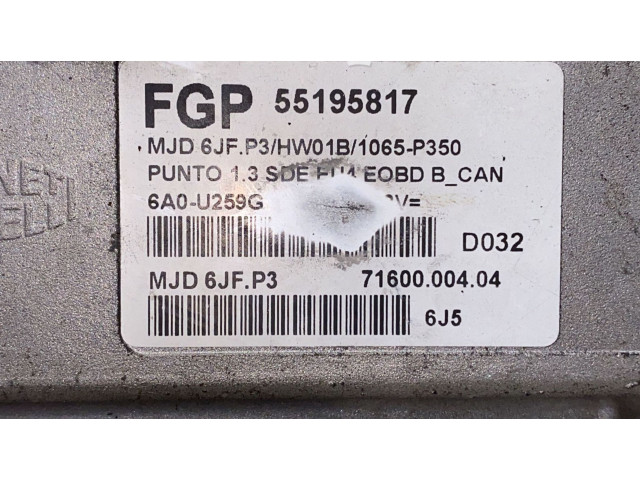 FGP 55195817
MJD 6JF.P3/HW01B/1065-P350
PUNTO 1.3 SDE EU4 EOBD B_CAN
6A0-U259G V=
D032
MJD 6JF.P3 71600.004.04
6J5